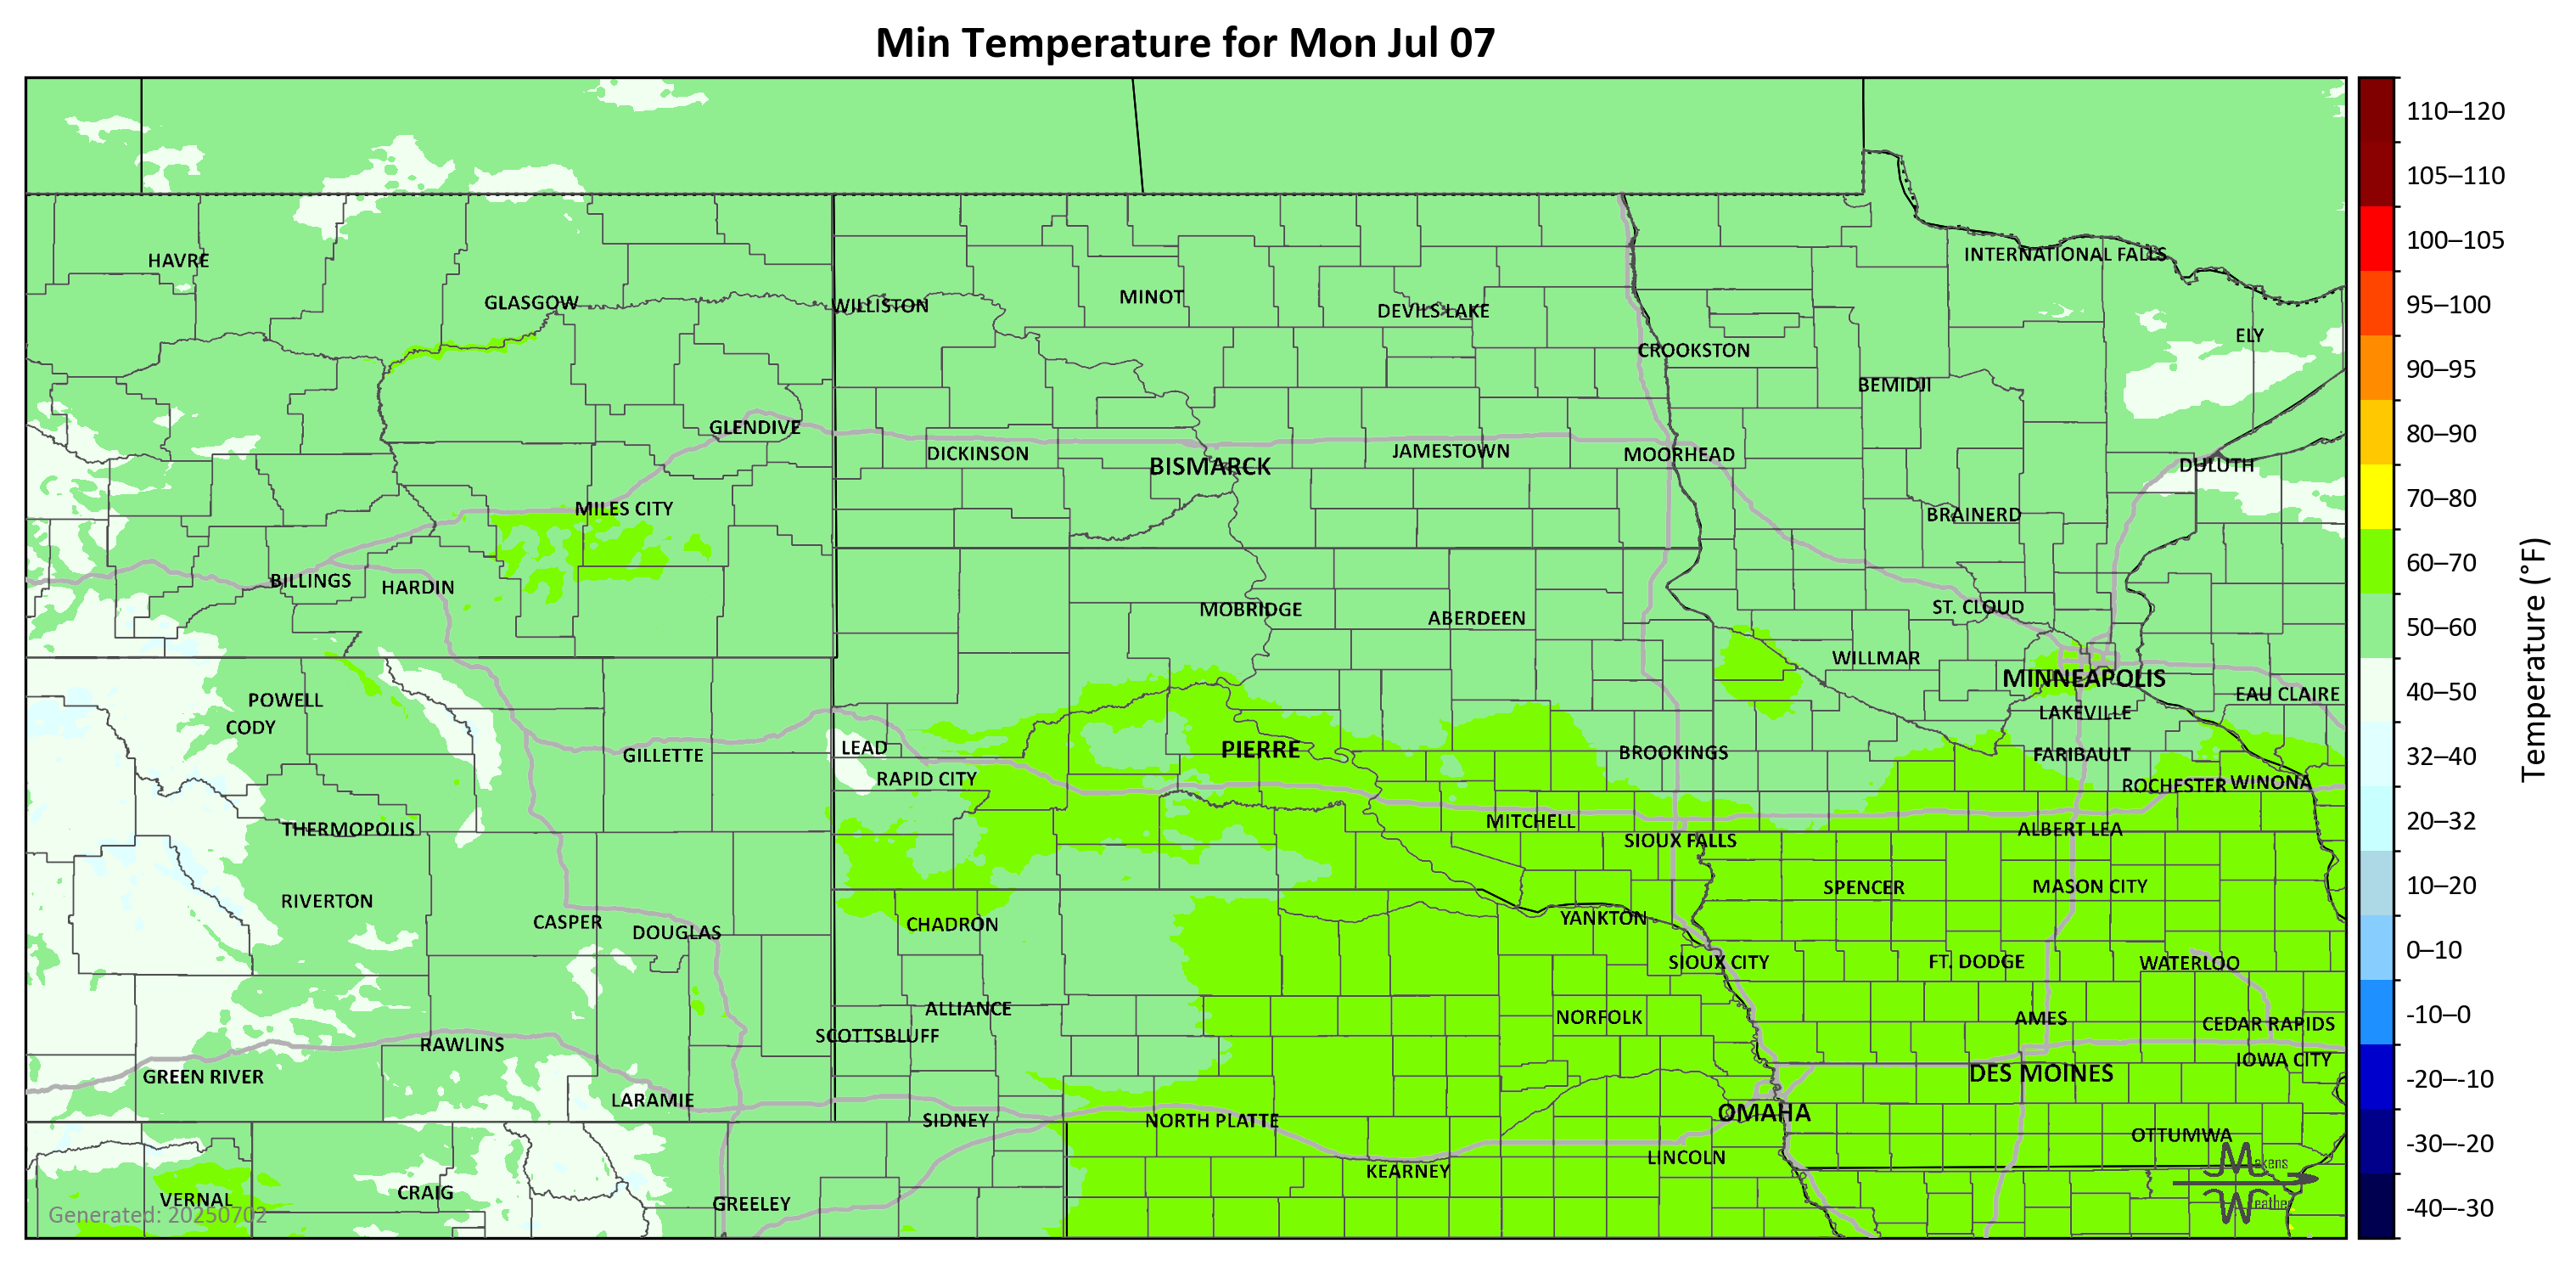 Min Temperature for Mon Jul 07
HAVRE
GLASGOW
WILLISTON
MINOT
DEVILS LAKE
INTERNATIONAL FALLS
ELY
CROOKSTON
BEMIDJI
GLENDIVE
DICKINSON
BISMARCK
JAMESTOWN
MOORHEAD
DULUTH
MILES CITY
BRAINERD
BILLINGS
HARDIN
MOBRIDGE
ABERDEEN
ST. CLOUD
WILLMAR
MINNEAPOLIS
EAU CLAIRE
POWELL
CODY
LAKEVILLE
GILLETTE
LEAD
PIERRE
BROOKINGS
FARIBAULT
RAPID CITY
ROCHESTER
WINONA
THERMOPOLIS
MITCHELL
SIOUX FALLS
ALBERT LEA
RIVERTON
SPENCER
MASON CITY
CASPER
DOUGLAS
CHADRON
YANKTON
SIOUX CITY
FT. DODGE
WATERLOO
ALLIANCE
SCOTTSBLUFF
NORFOLK
AMES
CEDAR RAPIDS
RAWLINS
IOWA CITY
GREEN RIVER
DES MOINES
LARAMIE
SIDNEY
NORTH PLATTE
OMAHA
OTTUMWA
KEARNEY
LINCOLN
VERNAL
CRAIG
GREELEY
Generated: 20250702
Makens
Weather
110–120
105–110
100–105
95–100
90–95
80–90
70–80
60–70
50–60
40–50
32–40
20–32
10–20
0–10
-10–0
-20–-10
-30–-20
-40–-30
Temperature (°F)